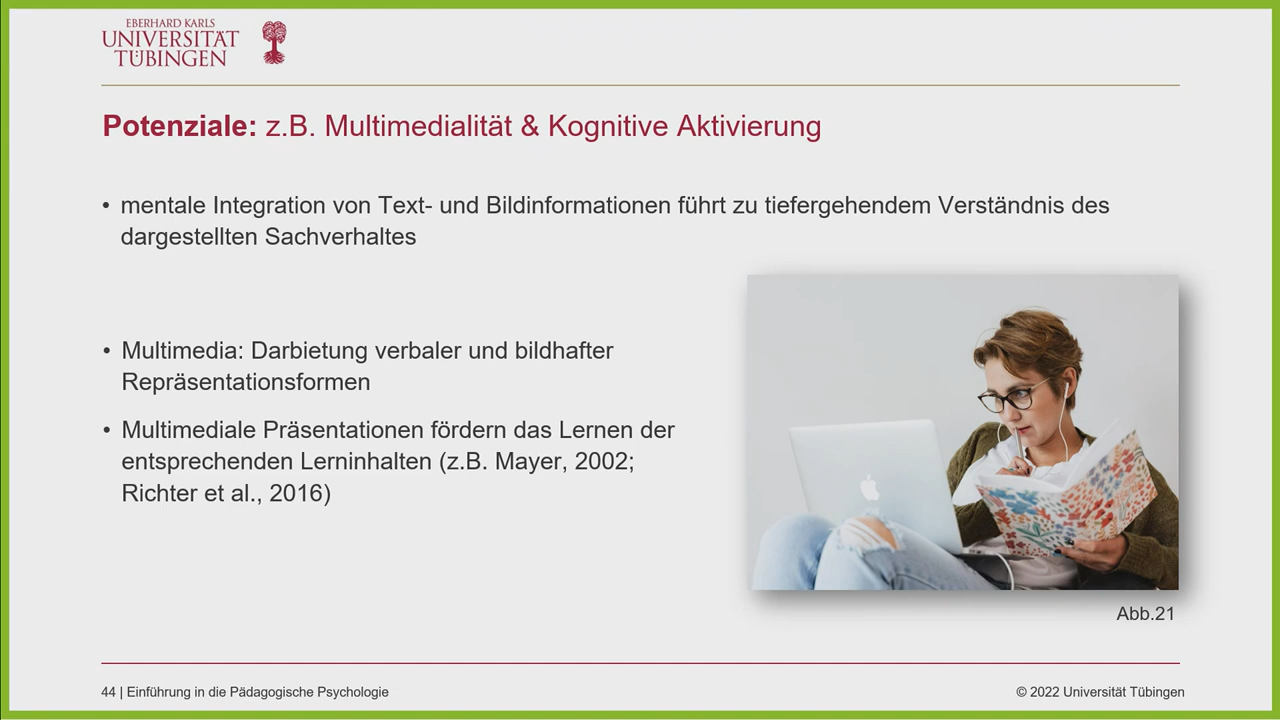 EBERHARD KARLS
UNIVERSITÄT
TÜBINGEN
Potenziale: z.B. Multimedialität & Kognitive Aktivierung
• mentale Integration von Text- und Bildinformationen führt zu tiefergehendem Verständnis des
dargestellten Sachverhaltes
• Multimedia: Darbietung verbaler und bildhafter
Repräsentationsformen
• Multimediale Präsentationen fördern das Lernen der
entsprechenden Lerninhalten (z.B. Mayer, 2002;
Richter et al., 2016)
Abb.21
44 | Einführung in die Pädagogische Psychologie
© 2022 Universität Tübingen